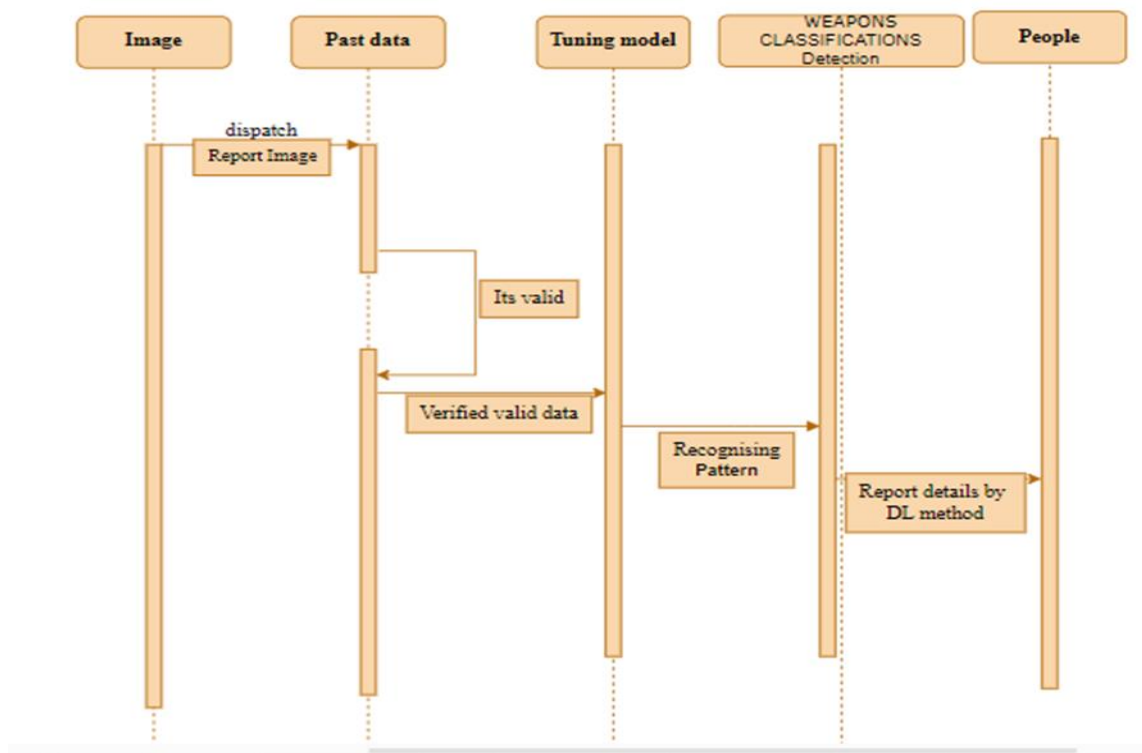 Image
Past data
Tuning model
WEAPONS
CLASSIFICATIONS
Detection
People
dispatch
Report Image
Its valid
Verified valid data
Recognising
Pattern
Report details by
DL method